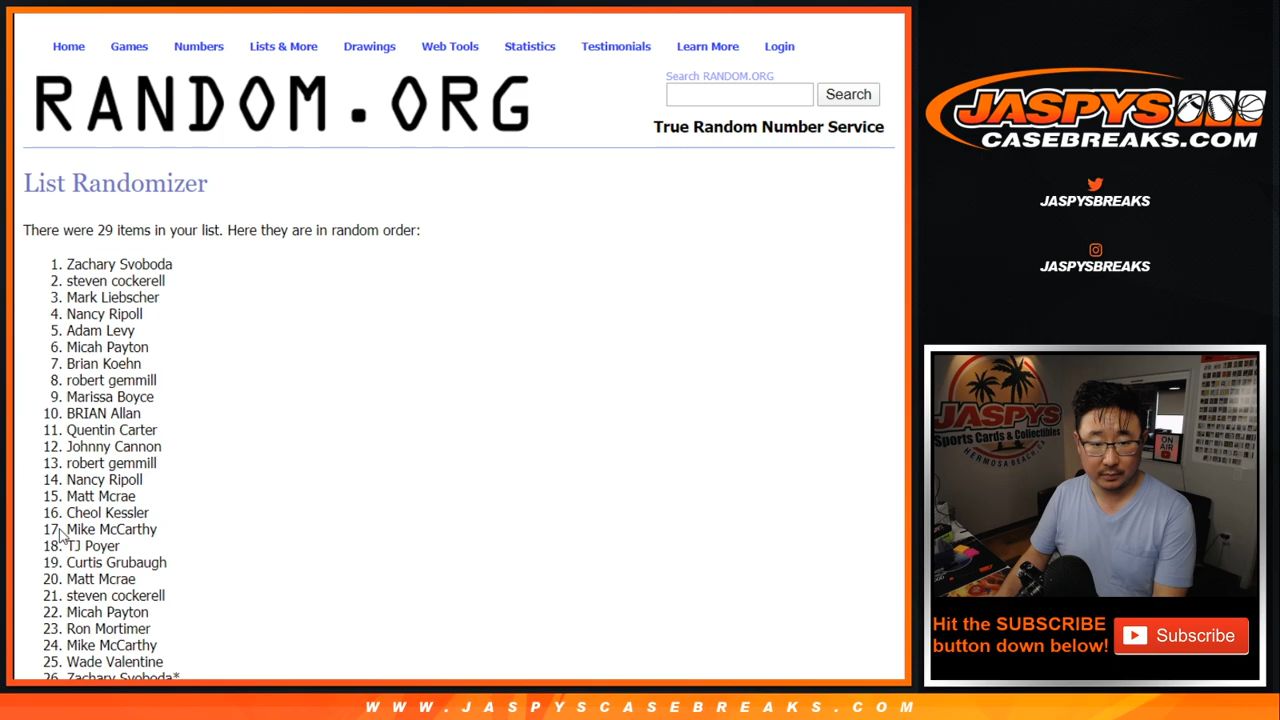 Home Games Numbers Lists & More Drawings Web Tools Statistics Testimonials Learn More Login
RANDOM.ORG
Search RANDOM.ORG
Search
True Random Number Service
List Randomizer
There were 29 items in your list. Here they are in random order:
1. Zachary Svoboda
2. steven cockerell
3. Mark Liebscher
4. Nancy Ripoll
5. Adam Levy
6. Micah Payton
7. Brian Koehn
8. robert gemmill
9. Marissa Boyce
10. BRIAN Allan
11. Quentin Carter
12. Johnny Cannon
13. robert gemmill
14. Nancy Ripoll
15. Matt Mcrae
16. Cheol Kessler
17. Mike McCarthy
18. TJ Poyer
19. Curtis Grubaugh
20. Matt Mcrae
21. steven cockerell
22. Micah Payton
23. Ron Mortimer
24. Mike McCarthy
25. Wade Valentine
26. Zachary Svoboda*
JASPYS
CASEBREAKS.COM
JASPYSBREAKS
JASPYSBREAKS
JASPYS
Sports Cards & Collectibles
HERMOSA BEACH, CA
ON AIR
Hit the SUBSCRIBE
button down below!
Subscribe
WWW.JASPYSCASEBREAKS.COM